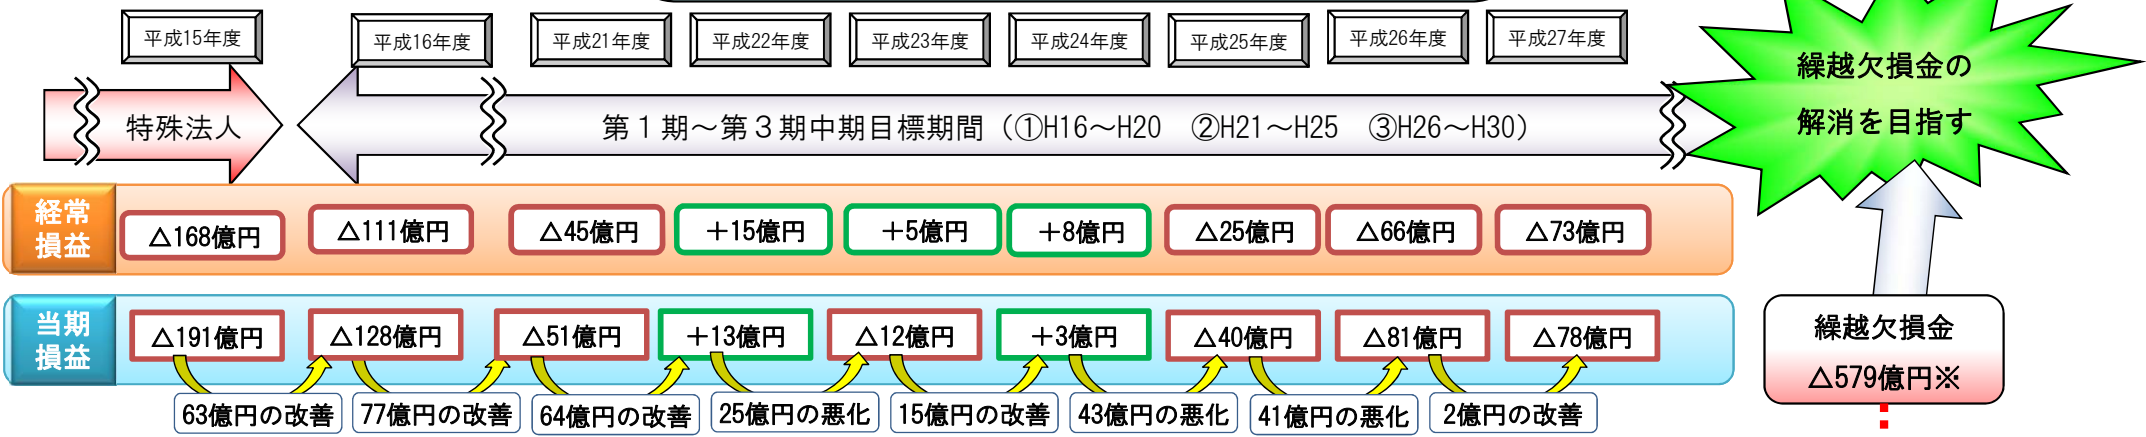 平成15年度
平成16年度
平成21年度
平成22年度
平成23年度
平成24年度
平成25年度
平成26年度
平成27年度
繰越欠損金の
解消を目指す
特殊法人
第１期～第３期中期目標期間（①H16～H20　②H21～H25　③H26～H30）
経常
損益
△168億円
△111億円
△45億円
＋15億円
＋5億円
＋8億円
△25億円
△66億円
△73億円
当期
損益
△191億円
△128億円
△51億円
＋13億円
△12億円
＋3億円
△40億円
△81億円
△78億円
63億円の改善
77億円の改善
64億円の改善
25億円の悪化
15億円の改善
43億円の悪化
41億円の悪化
2億円の改善
繰越欠損金
△579億円※